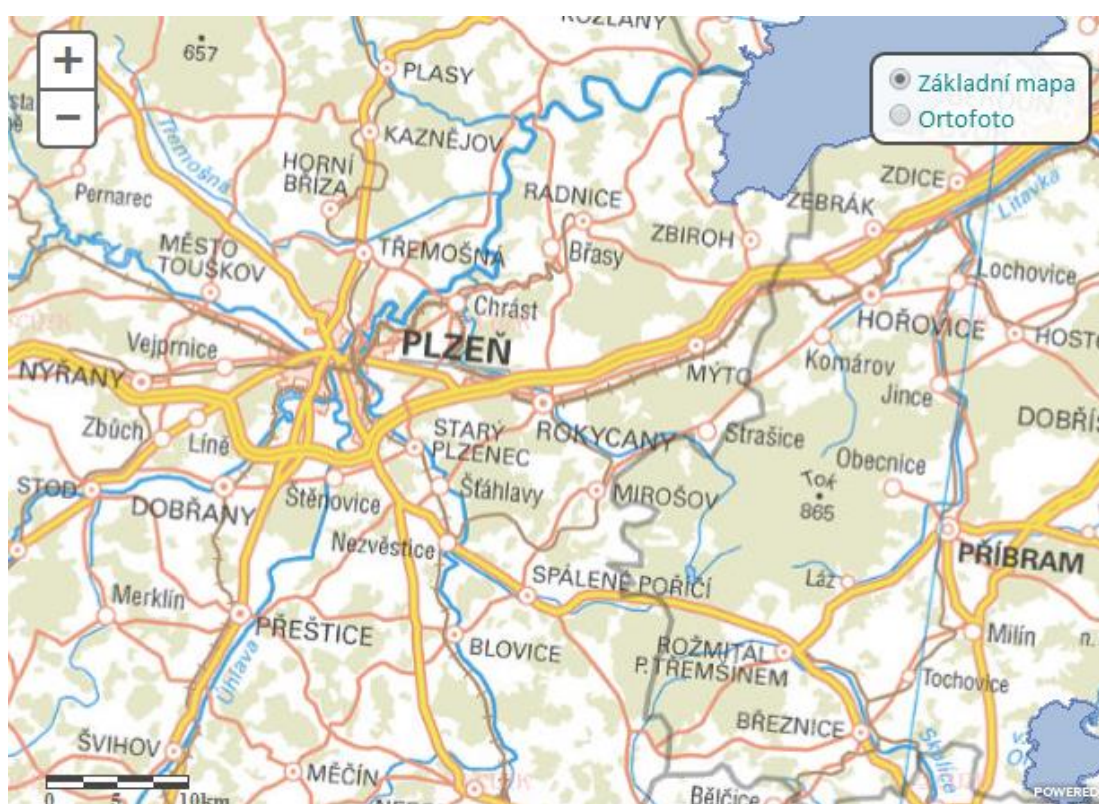 KOŽLANY
+
657
PLASY
Základní mapa
−
Ortofoto
Třemošná
KAZNĚJOV
HORNÍ
BŘÍZA
ZDICE
Pernarec
RADNICE
ŽEBRÁK
Litavka
MĚSTO
TOUŠKOV
TŘEMOŠNÁ
Břasy
ZBIROH
Lochovice
Chrást
HOŘOVICE
HOSTO
PLZEŇ
Vejprnice
Komárov
NÝŘANY
MÝTO
Jince
Zbůch
Líně
STARÝ
PLZENEC
ROKYCANY
Strašice
DOBŘÍŠ
Obecnice
STOD
DOBŘANY
Štěnovice
Šťáhlavy
MIROŠOV
Tok
865
Nezvěstice
PŘÍBRAM
SPÁLENÉ POŘÍČÍ
Láz
Merklín
PŘEŠTICE
BLOVICE
ROŽMITÁL
P. TŘEMŠÍNEM
Milín
n.
Úhlava
Tochovice
BŘEZNICE
ŠVIHOV
Skalice
MĚČÍN
0 5 10km
Bělčice
POWERED